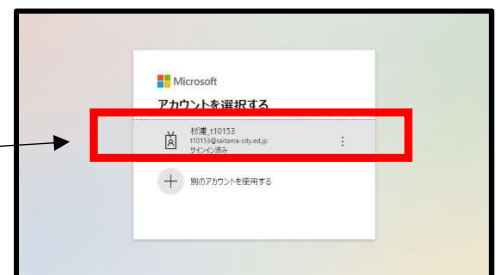 Microsoft
アカウントを選択する
杉浦_t10153
t10153@saitama-city.ed.jp
サインイン済み
別のアカウントを使用する